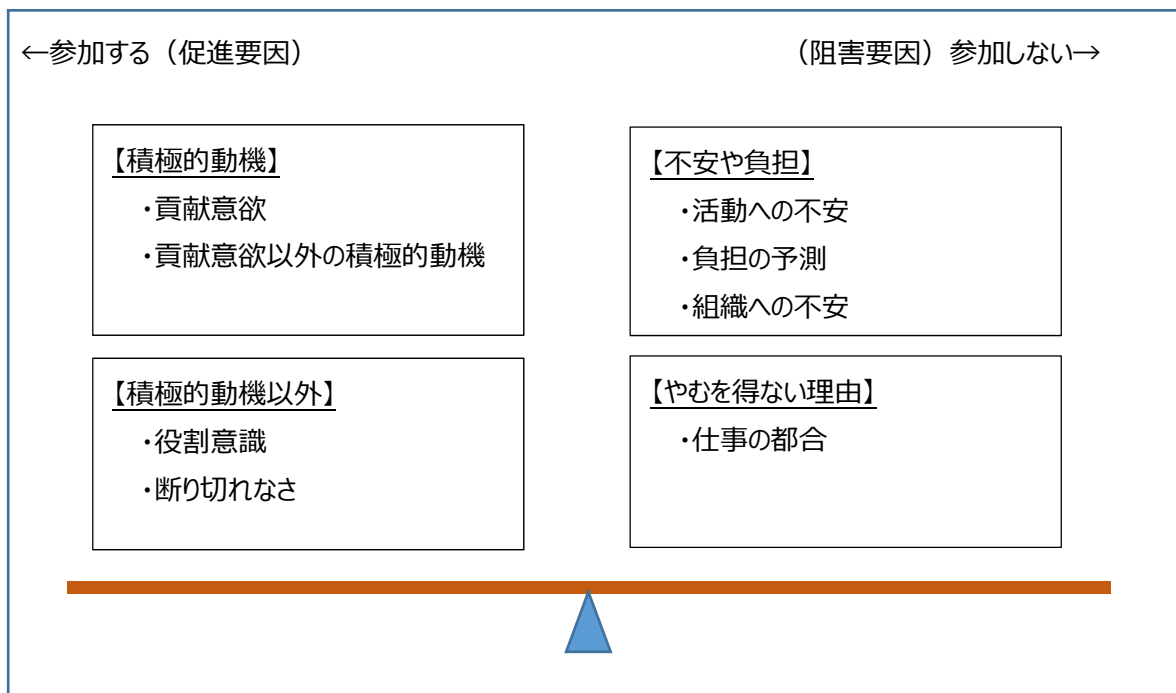 ←参加する（促進要因）
（阻害要因）参加しない→
【積極的動機】
・貢献意欲
・貢献意欲以外の積極的動機
【不安や負担】
・活動への不安
・負担の予測
・組織への不安
【積極的動機以外】
・役割意識
・断り切れなさ
【やむを得ない理由】
・仕事の都合